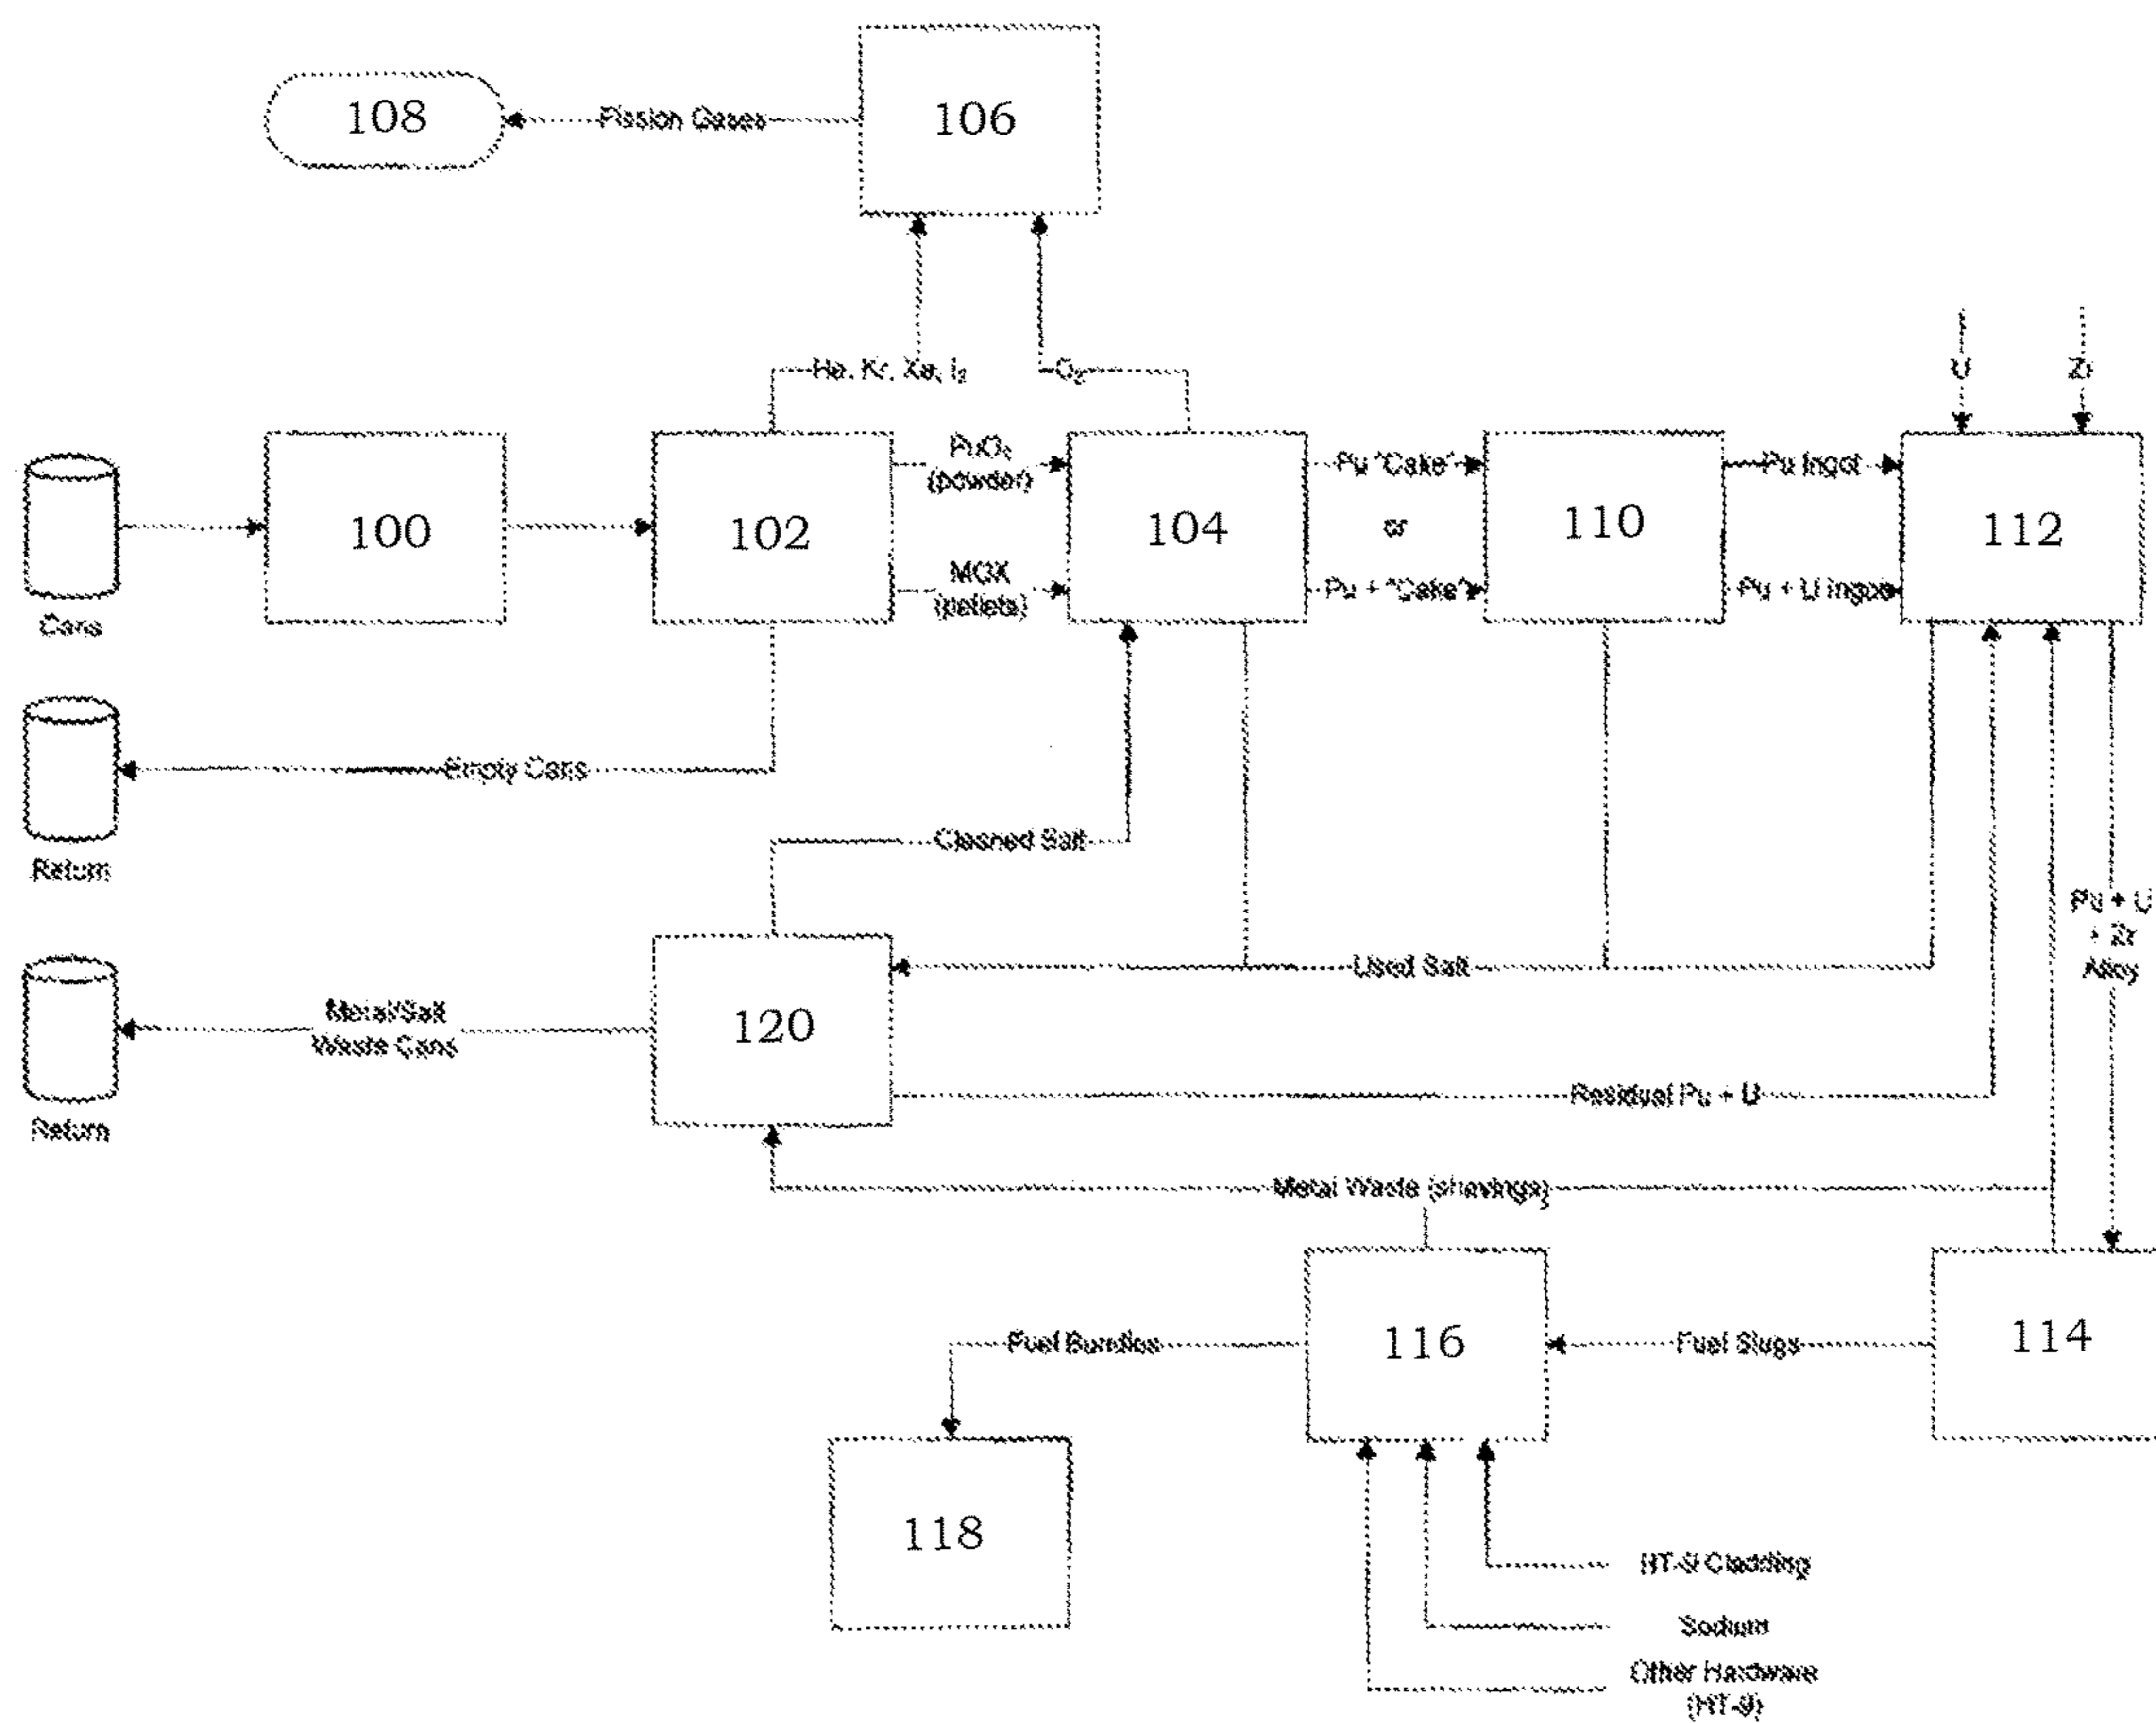 108
Fission Gases
106
He, Kr, Xe, I₂
O₂
U
Zr
Cans
100
102
PuO₂
(powder)
MOX
(pellets)
104
Pu "Cake"
or
Pu + "Cake"
110
Pu Ingot
Pu + U Ingot
112
Empty Cans
Return
Cleaned Salt
Used Salt
Pu + U
+ Zr
Alloy
Metal/Salt
Waste Cans
120
Return
Residual Pu + U
Metal Waste (shavings)
Fuel Bundles
116
Fuel Slugs
114
118
HT-9 Cladding
Sodium
Other Hardware
(HT-9)